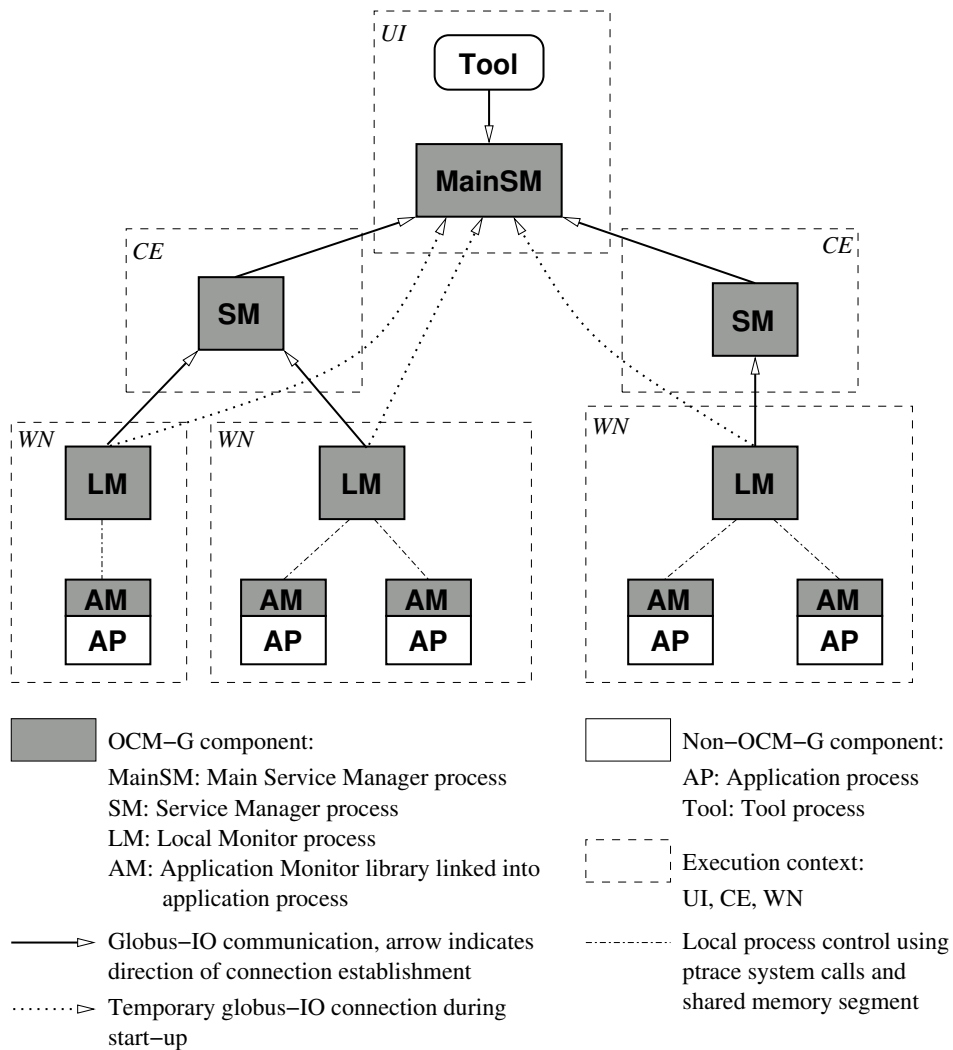 UI
Tool
MainSM
CE
CE
SM
SM
WN
WN
WN
LM
LM
LM
AM
AM
AM
AM
AM
AP
AP
AP
AP
AP
OCM−G component:
MainSM: Main Service Manager process
SM: Service Manager process
LM: Local Monitor process
AM: Application Monitor library linked into
application process
Globus−IO communication, arrow indicates
direction of connection establishment
Temporary globus−IO connection during
start−up
Non−OCM−G component:
AP: Application process
Tool: Tool process
Execution context:
UI, CE, WN
Local process control using
ptrace system calls and
shared memory segment